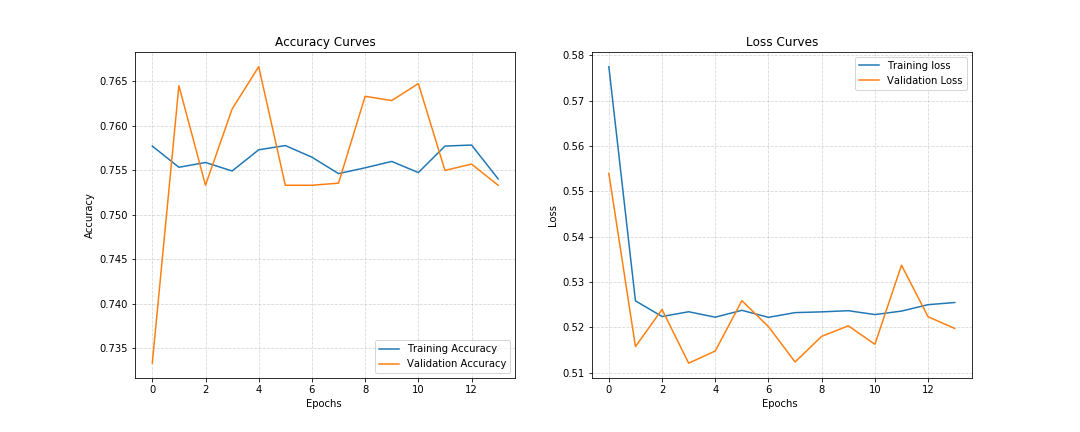 Accuracy Curves
0.765
0.760
0.755
0.750
0.745
0.740
0.735
Accuracy
0 2 4 6 8 10 12
Epochs
Training Accuracy
Validation Accuracy
Loss Curves
0.58
0.57
0.56
0.55
0.54
0.53
0.52
0.51
Loss
0 2 4 6 8 10 12
Epochs
Training loss
Validation Loss